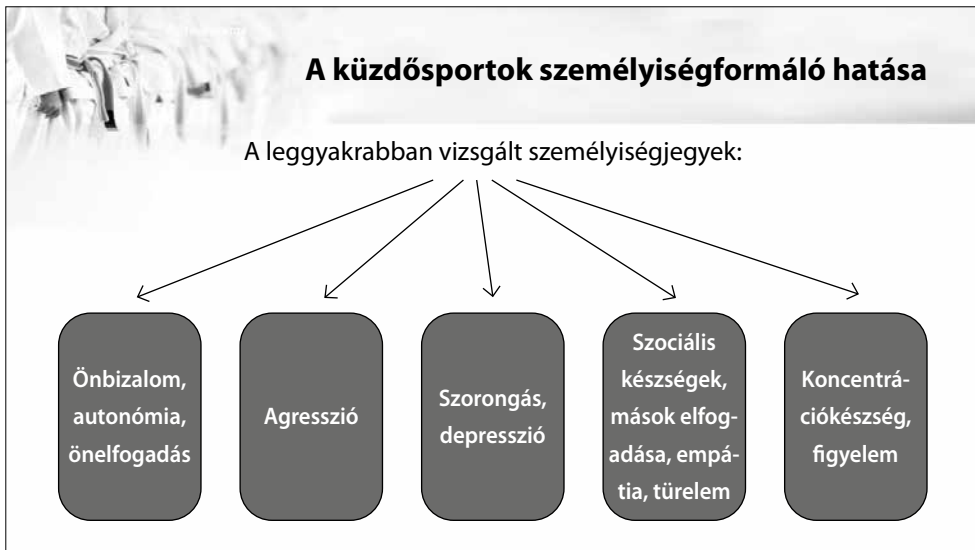 A küzdősportok személyiségformáló hatása
A leggyakrabban vizsgált személyiségjegyek:
Önbizalom,
autonómia,
önelfogadás
Agresszió
Szorongás,
depresszió
Szociális
készségek,
mások elfog-
adása, empá-
tia, türelem
Koncentrá-
ciókészség,
figyelem